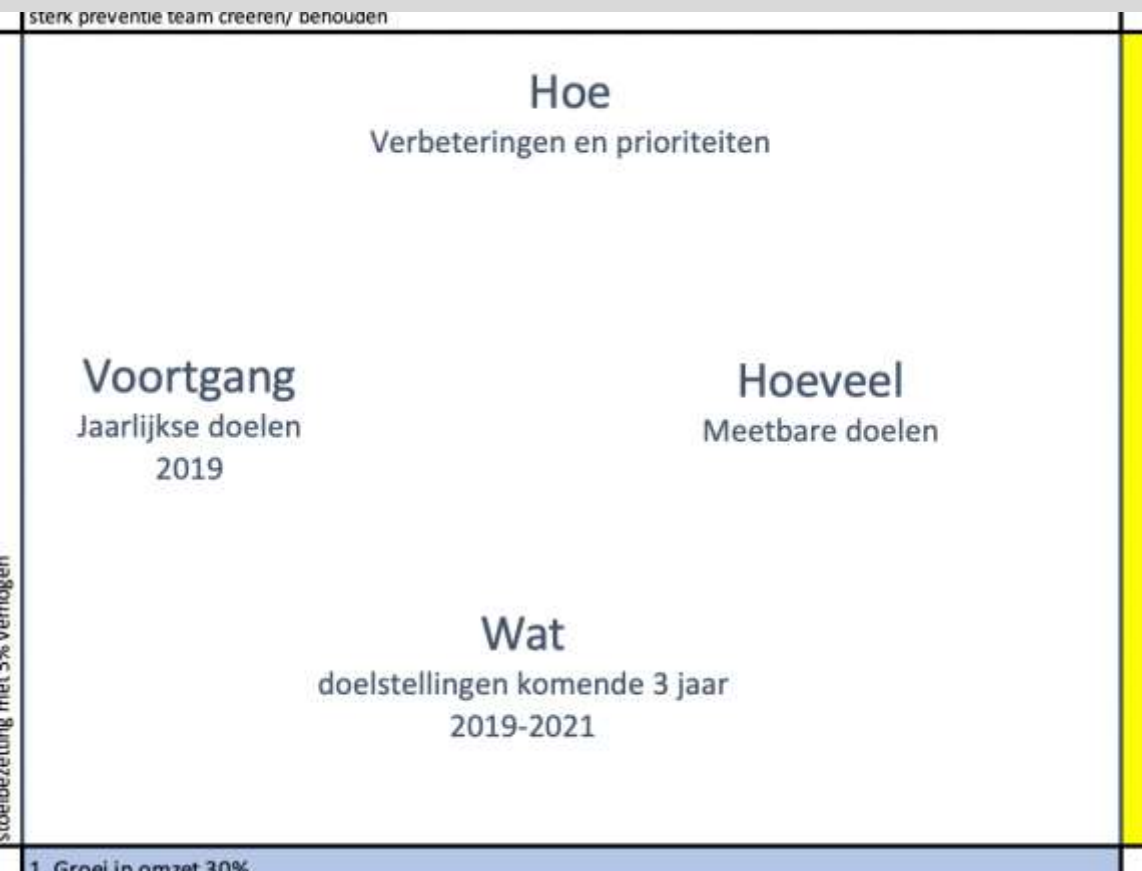 sterk preventie team creëren/ behouden
Hoe
Verbeteringen en prioriteiten
Voortgang
Jaarlijkse doelen
2019
Hoeveel
Meetbare doelen
Wat
doelstellingen komende 3 jaar
2019-2021
stoelbezetting met 5% verhogen
1. Groei in omzet 30%